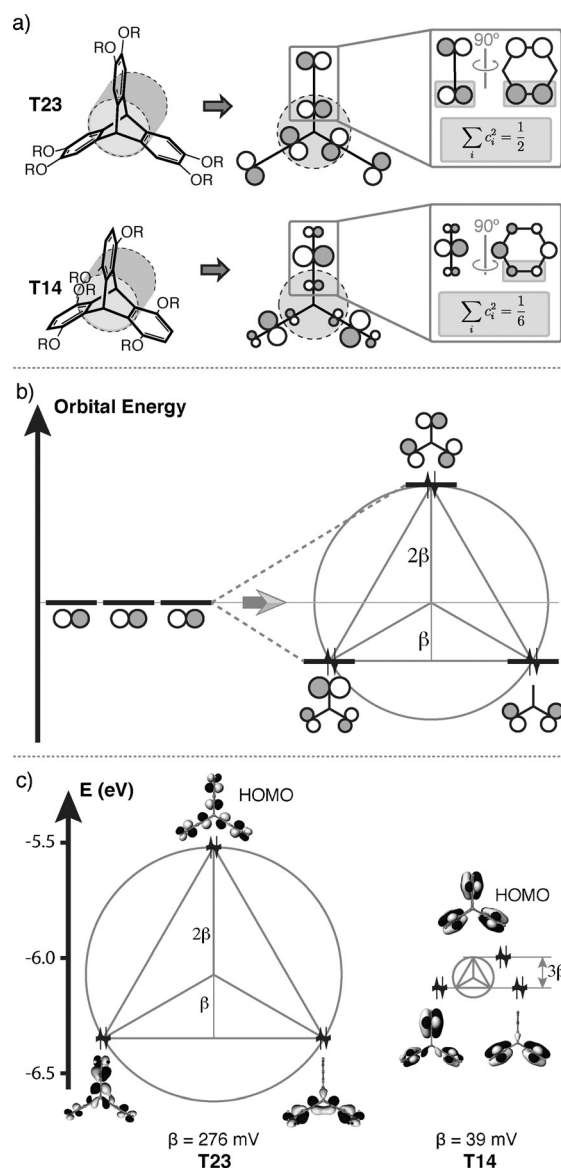 a)
RO
OR
T23
RO
RO
OR
OR
90°
∑i ci² = 1/2
OR
RO
T14
RO
OR
RO
OR
90°
∑i ci² = 1/6
b)
Orbital Energy
2β
β
c)
E (eV)
HOMO
-5.5
HOMO
2β
-6.0
3β
β
-6.5
β = 276 mV
β = 39 mV
T23
T14